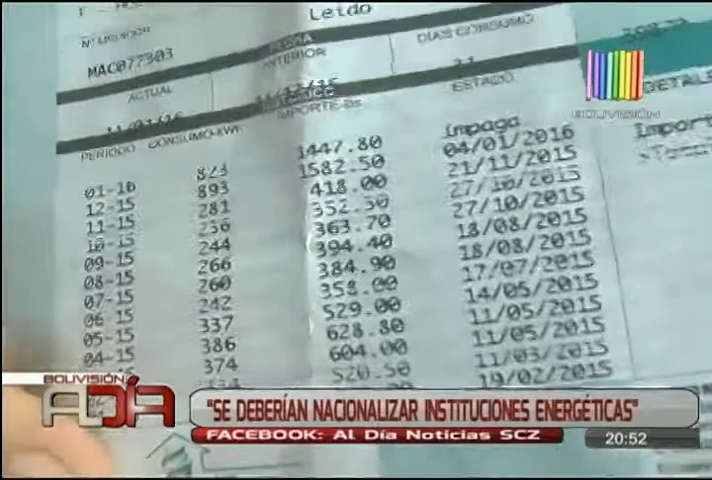 Leído
N° MEDIDOR
FECHA
DIAS CONSUMO
MAC077303
ANTERIOR
ACTUAL
31
ESTADO
11/01/16
IMPORTE-Bs
PERIODO CONSUMO-KWH
BOLIVISIÓN
DETALLE
01-16 823 1447.80 impaga
12-15 893 1582.50 04/01/2016
11-15 281 418.00 21/11/2015
10-15 236 352.50 27/10/2015
09-15 244 363.70 27/10/2015
08-15 266 394.40 18/08/2015
07-15 260 384.90 18/08/2015
06-15 242 358.00 17/07/2015
05-15 337 529.00 14/05/2015
04-15 386 628.80 11/05/2015
374 604.00 11/05/2015
520.50 11/03/2015
19/02/2015
BOLIVISIÓN
AL DÍA
"SE DEBERÍAN NACIONALIZAR INSTITUCIONES ENERGÉTICAS"
FACEBOOK: Al Día Noticias SCZ
20:52